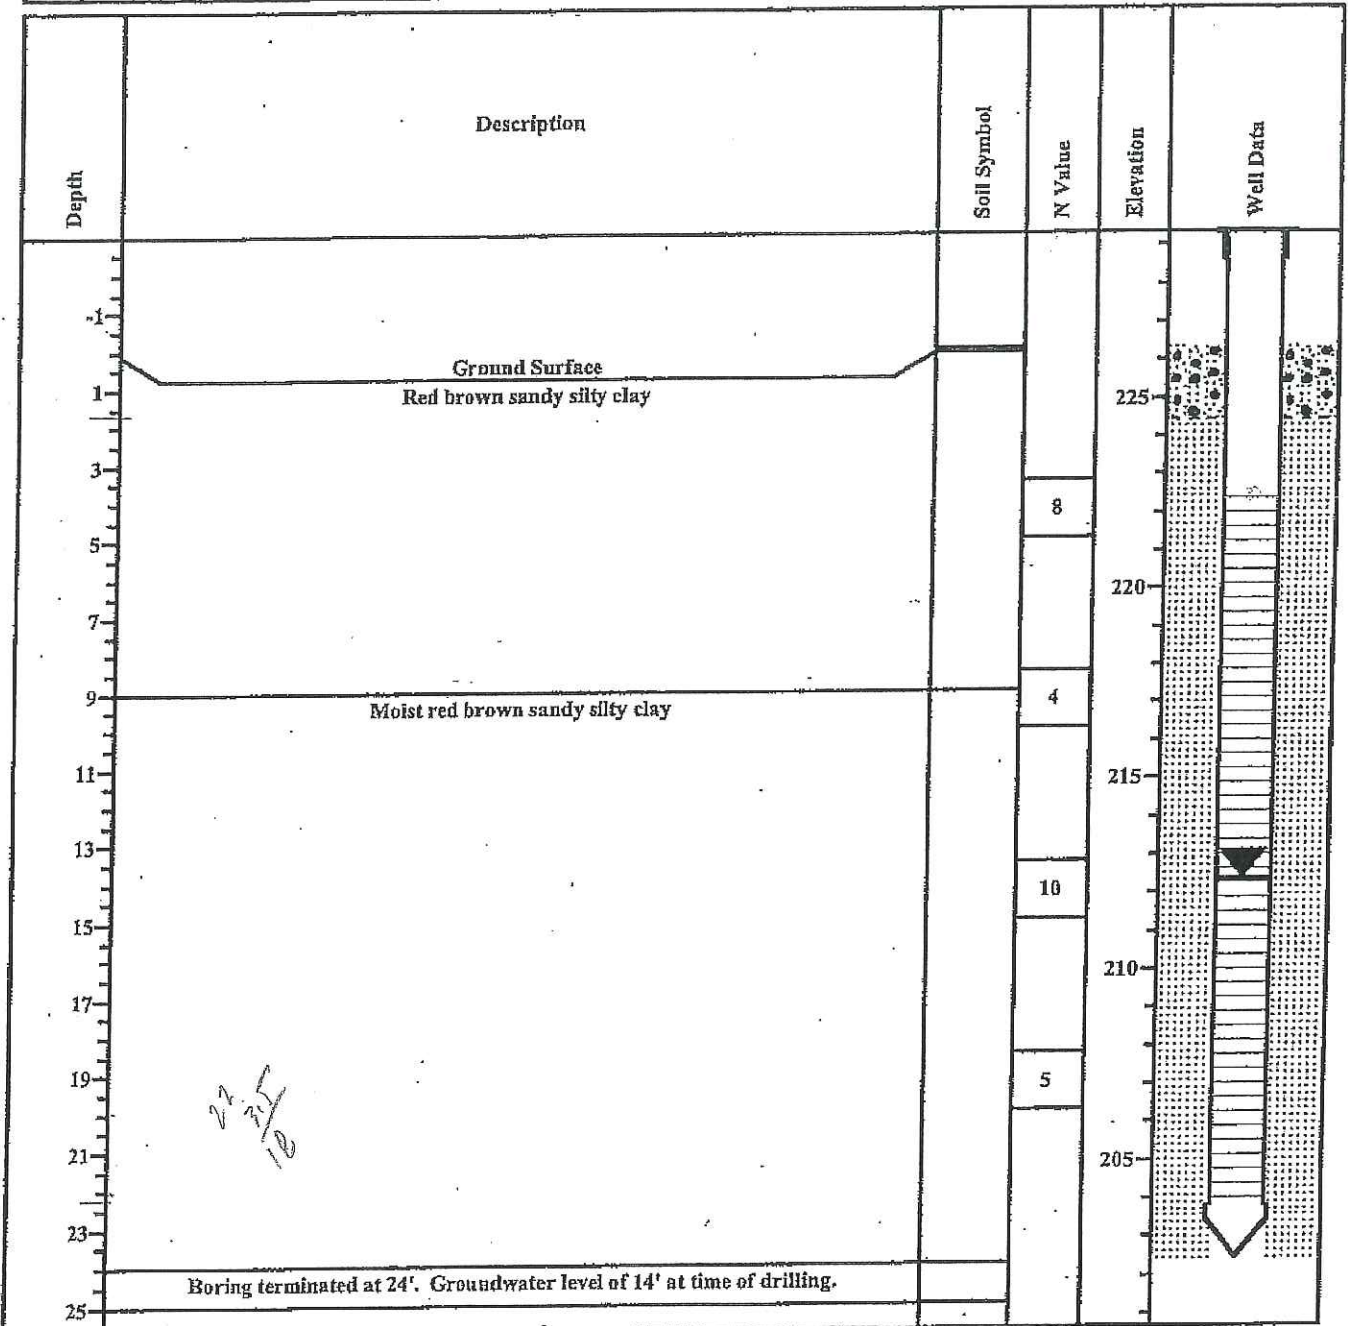 Depth
Description
Soil Symbol
N Value
Elevation
Well Data
-1
Ground Surface
Red brown sandy silty clay
1
225
3
8
5
220
7
9
Moist red brown sandy silty clay
4
11
215
13
10
15
210
17
19
5
21
205
23
Boring terminated at 24'. Groundwater level of 14' at time of drilling.
25